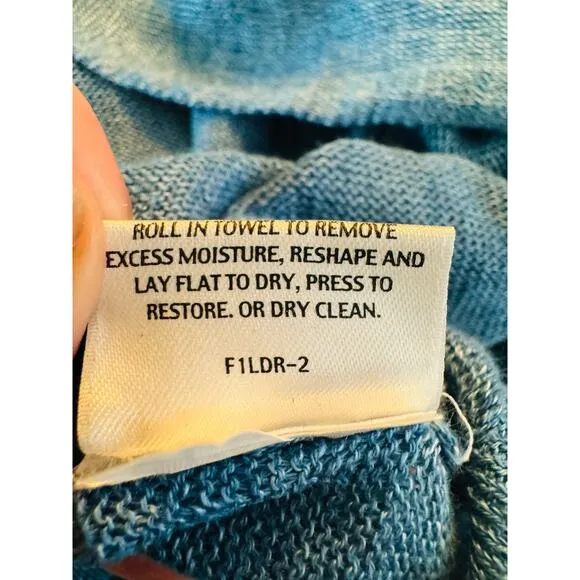 ROLL IN TOWEL TO REMOVE
EXCESS MOISTURE, RESHAPE AND
LAY FLAT TO DRY, PRESS TO
RESTORE. OR DRY CLEAN.
F1LDR-2